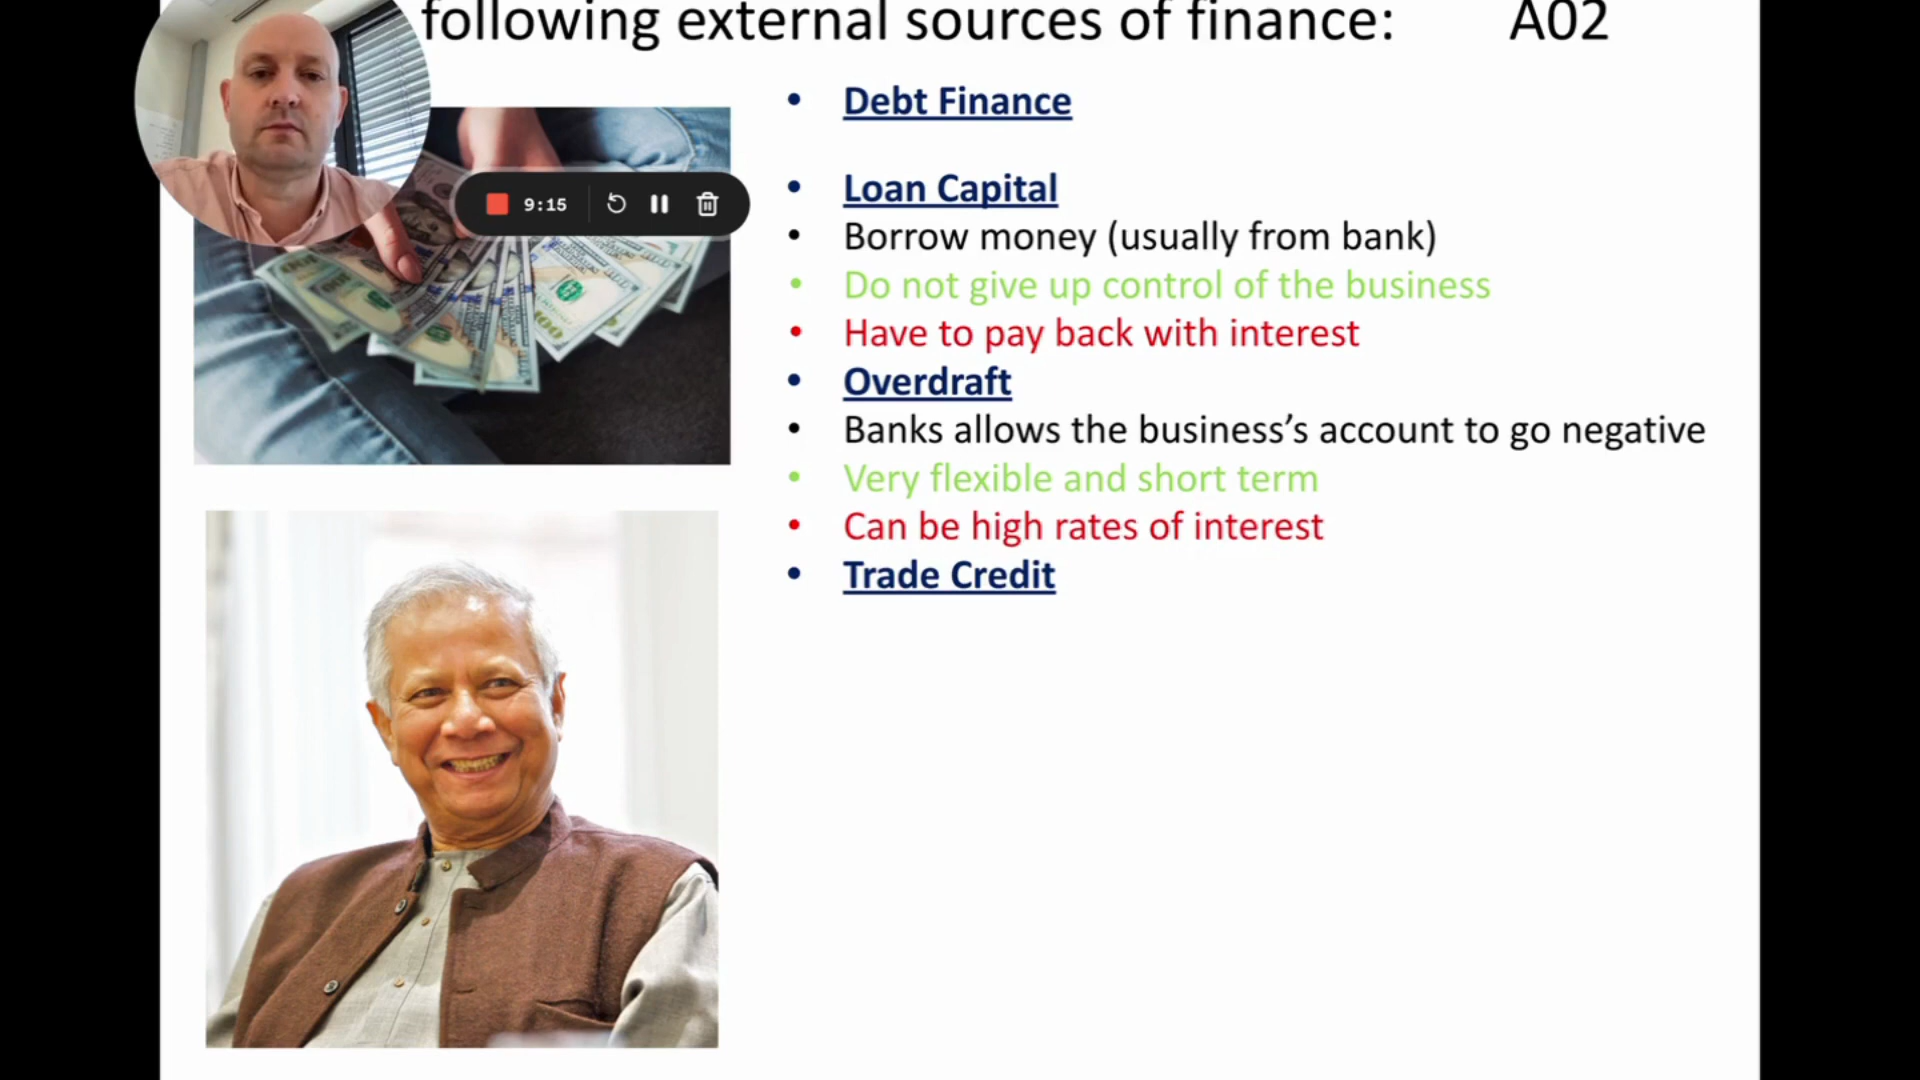 following external sources of finance: A02
• Debt Finance
9:15
• Loan Capital
• Borrow money (usually from bank)
• Do not give up control of the business
• Have to pay back with interest
• Overdraft
• Banks allows the business’s account to go negative
• Very flexible and short term
• Can be high rates of interest
• Trade Credit
100